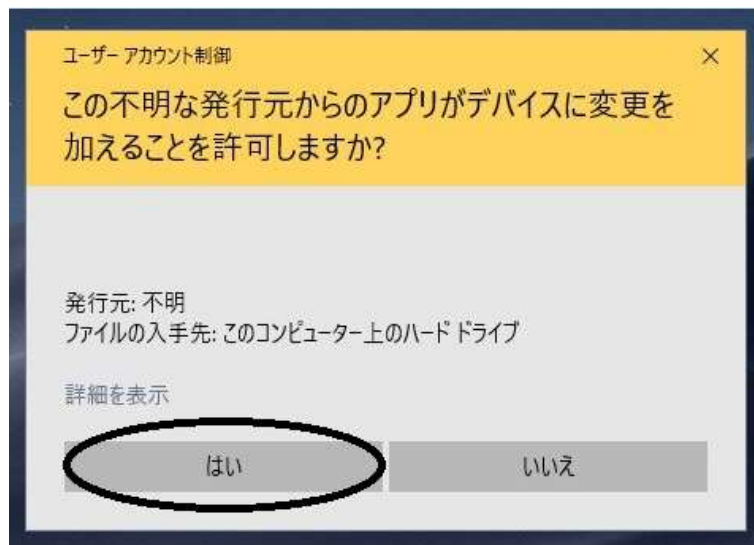 ユーザー アカウント制御
この不明な発行元からのアプリがデバイスに変更を
加えることを許可しますか?
発行元: 不明
ファイルの入手先: このコンピューター上のハード ドライブ
詳細を表示
はい
いいえ